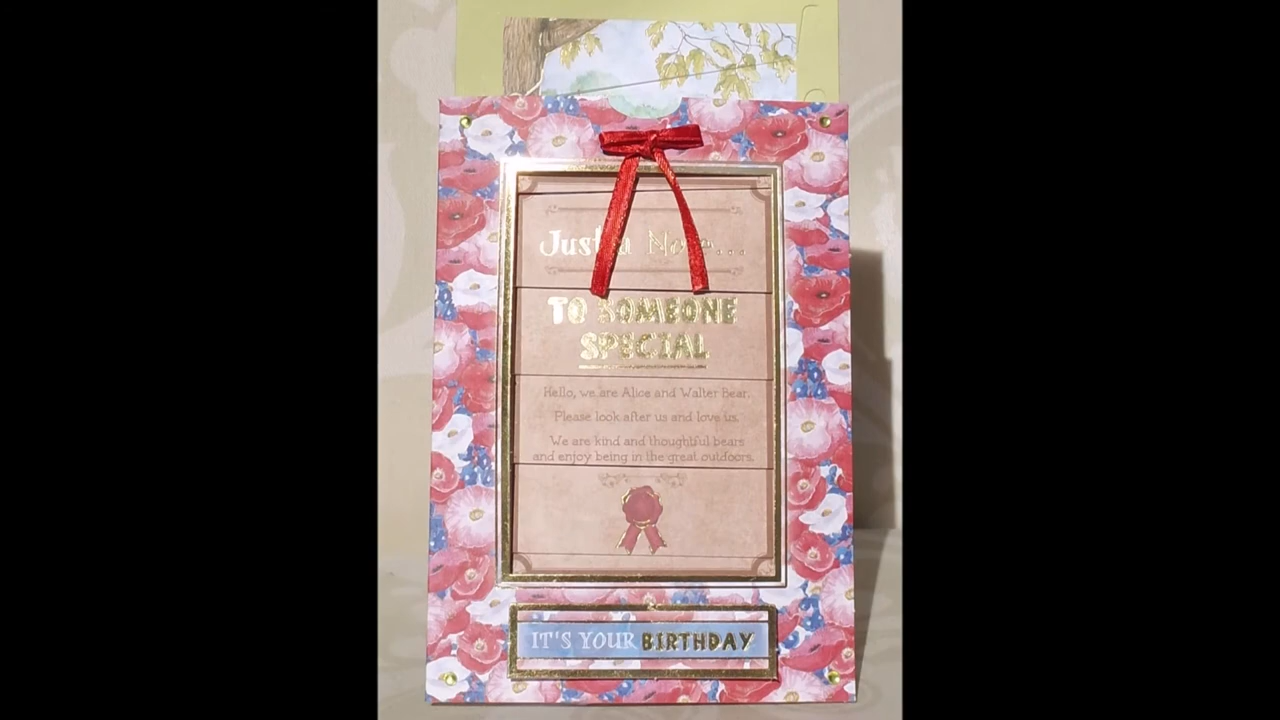 Just a Note...
TO SOMEONE
SPECIAL
Hello, we are Alice and Walter Bear.
Please look after us and love us.
We are kind and thoughtful bears
and enjoy being in the great outdoors.
IT'S YOUR BIRTHDAY